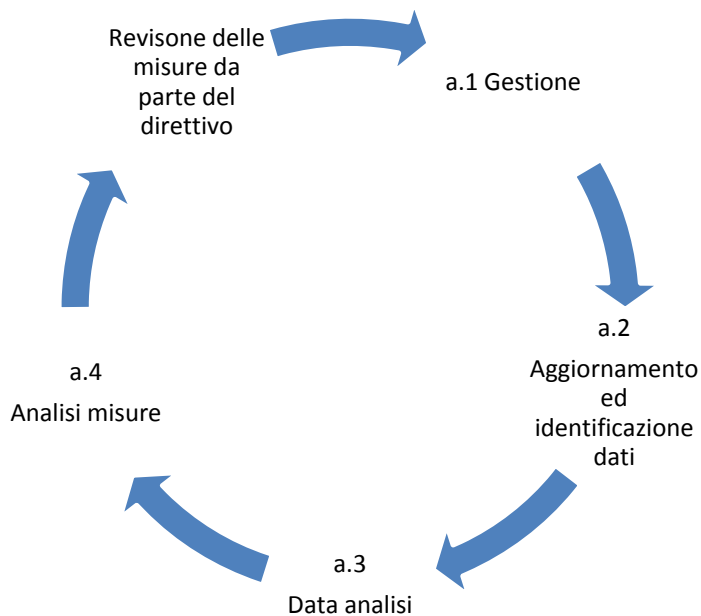 Revisone delle
misure da
parte del
direttivo
a.1 Gestione
a.2
Aggiornamento
ed
identificazione
dati
a.3
Data analisi
a.4
Analisi misure